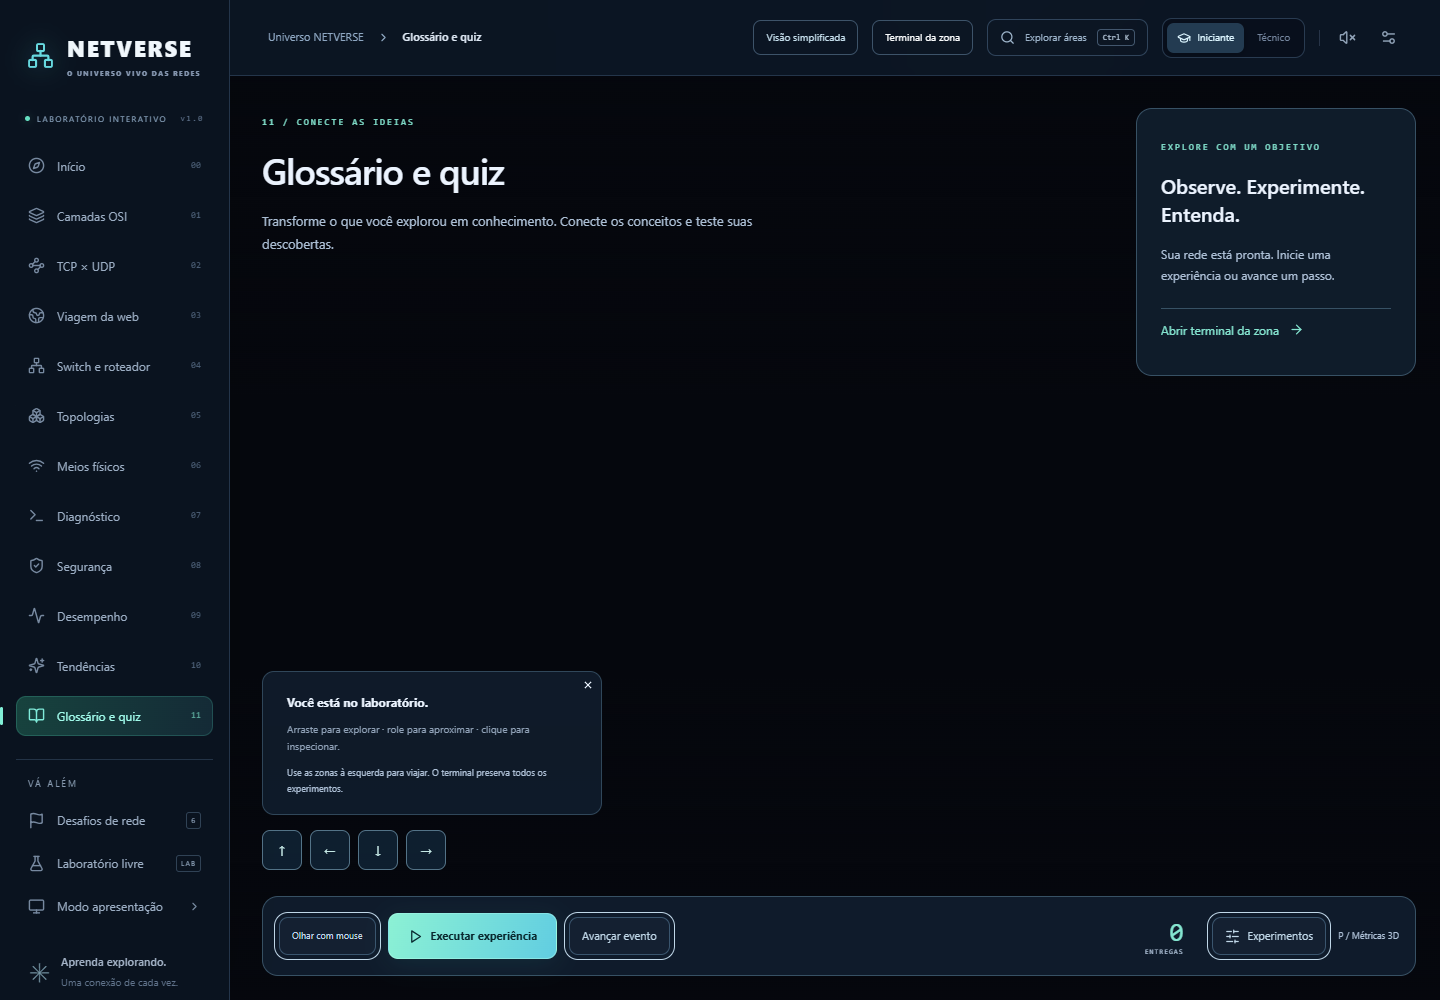 NETVERSE
O UNIVERSO VIVO DAS REDES
LABORATÓRIO INTERATIVO v1.0
Início 00
Camadas OSI 01
TCP × UDP 02
Viagem da web 03
Switch e roteador 04
Topologias 05
Meios físicos 06
Diagnóstico 07
Segurança 08
Desempenho 09
Tendências 10
Glossário e quiz 11
VÁ ALÉM
Desafios de rede 6
Laboratório livre LAB
Modo apresentação
Aprenda explorando.
Uma conexão de cada vez.
Universo NETVERSE > Glossário e quiz
Visão simplificada
Terminal da zona
Explorar áreas Ctrl K
Iniciante
Técnico
11 / CONECTE AS IDEIAS
Glossário e quiz
Transforme o que você explorou em conhecimento. Conecte os conceitos e teste suas
descobertas.
EXPLORE COM UM OBJETIVO
Observe. Experimente.
Entenda.
Sua rede está pronta. Inicie uma
experiência ou avance um passo.
Abrir terminal da zona →
Você está no laboratório.
×
Arraste para explorar · role para aproximar · clique para
inspecionar.
Use as zonas à esquerda para viajar. O terminal preserva todos os
experimentos.
↑ ← ↓ →
Olhar com mouse
Executar experiência
Avançar evento
0
ENTREGAS
Experimentos
P / Métricas 3D